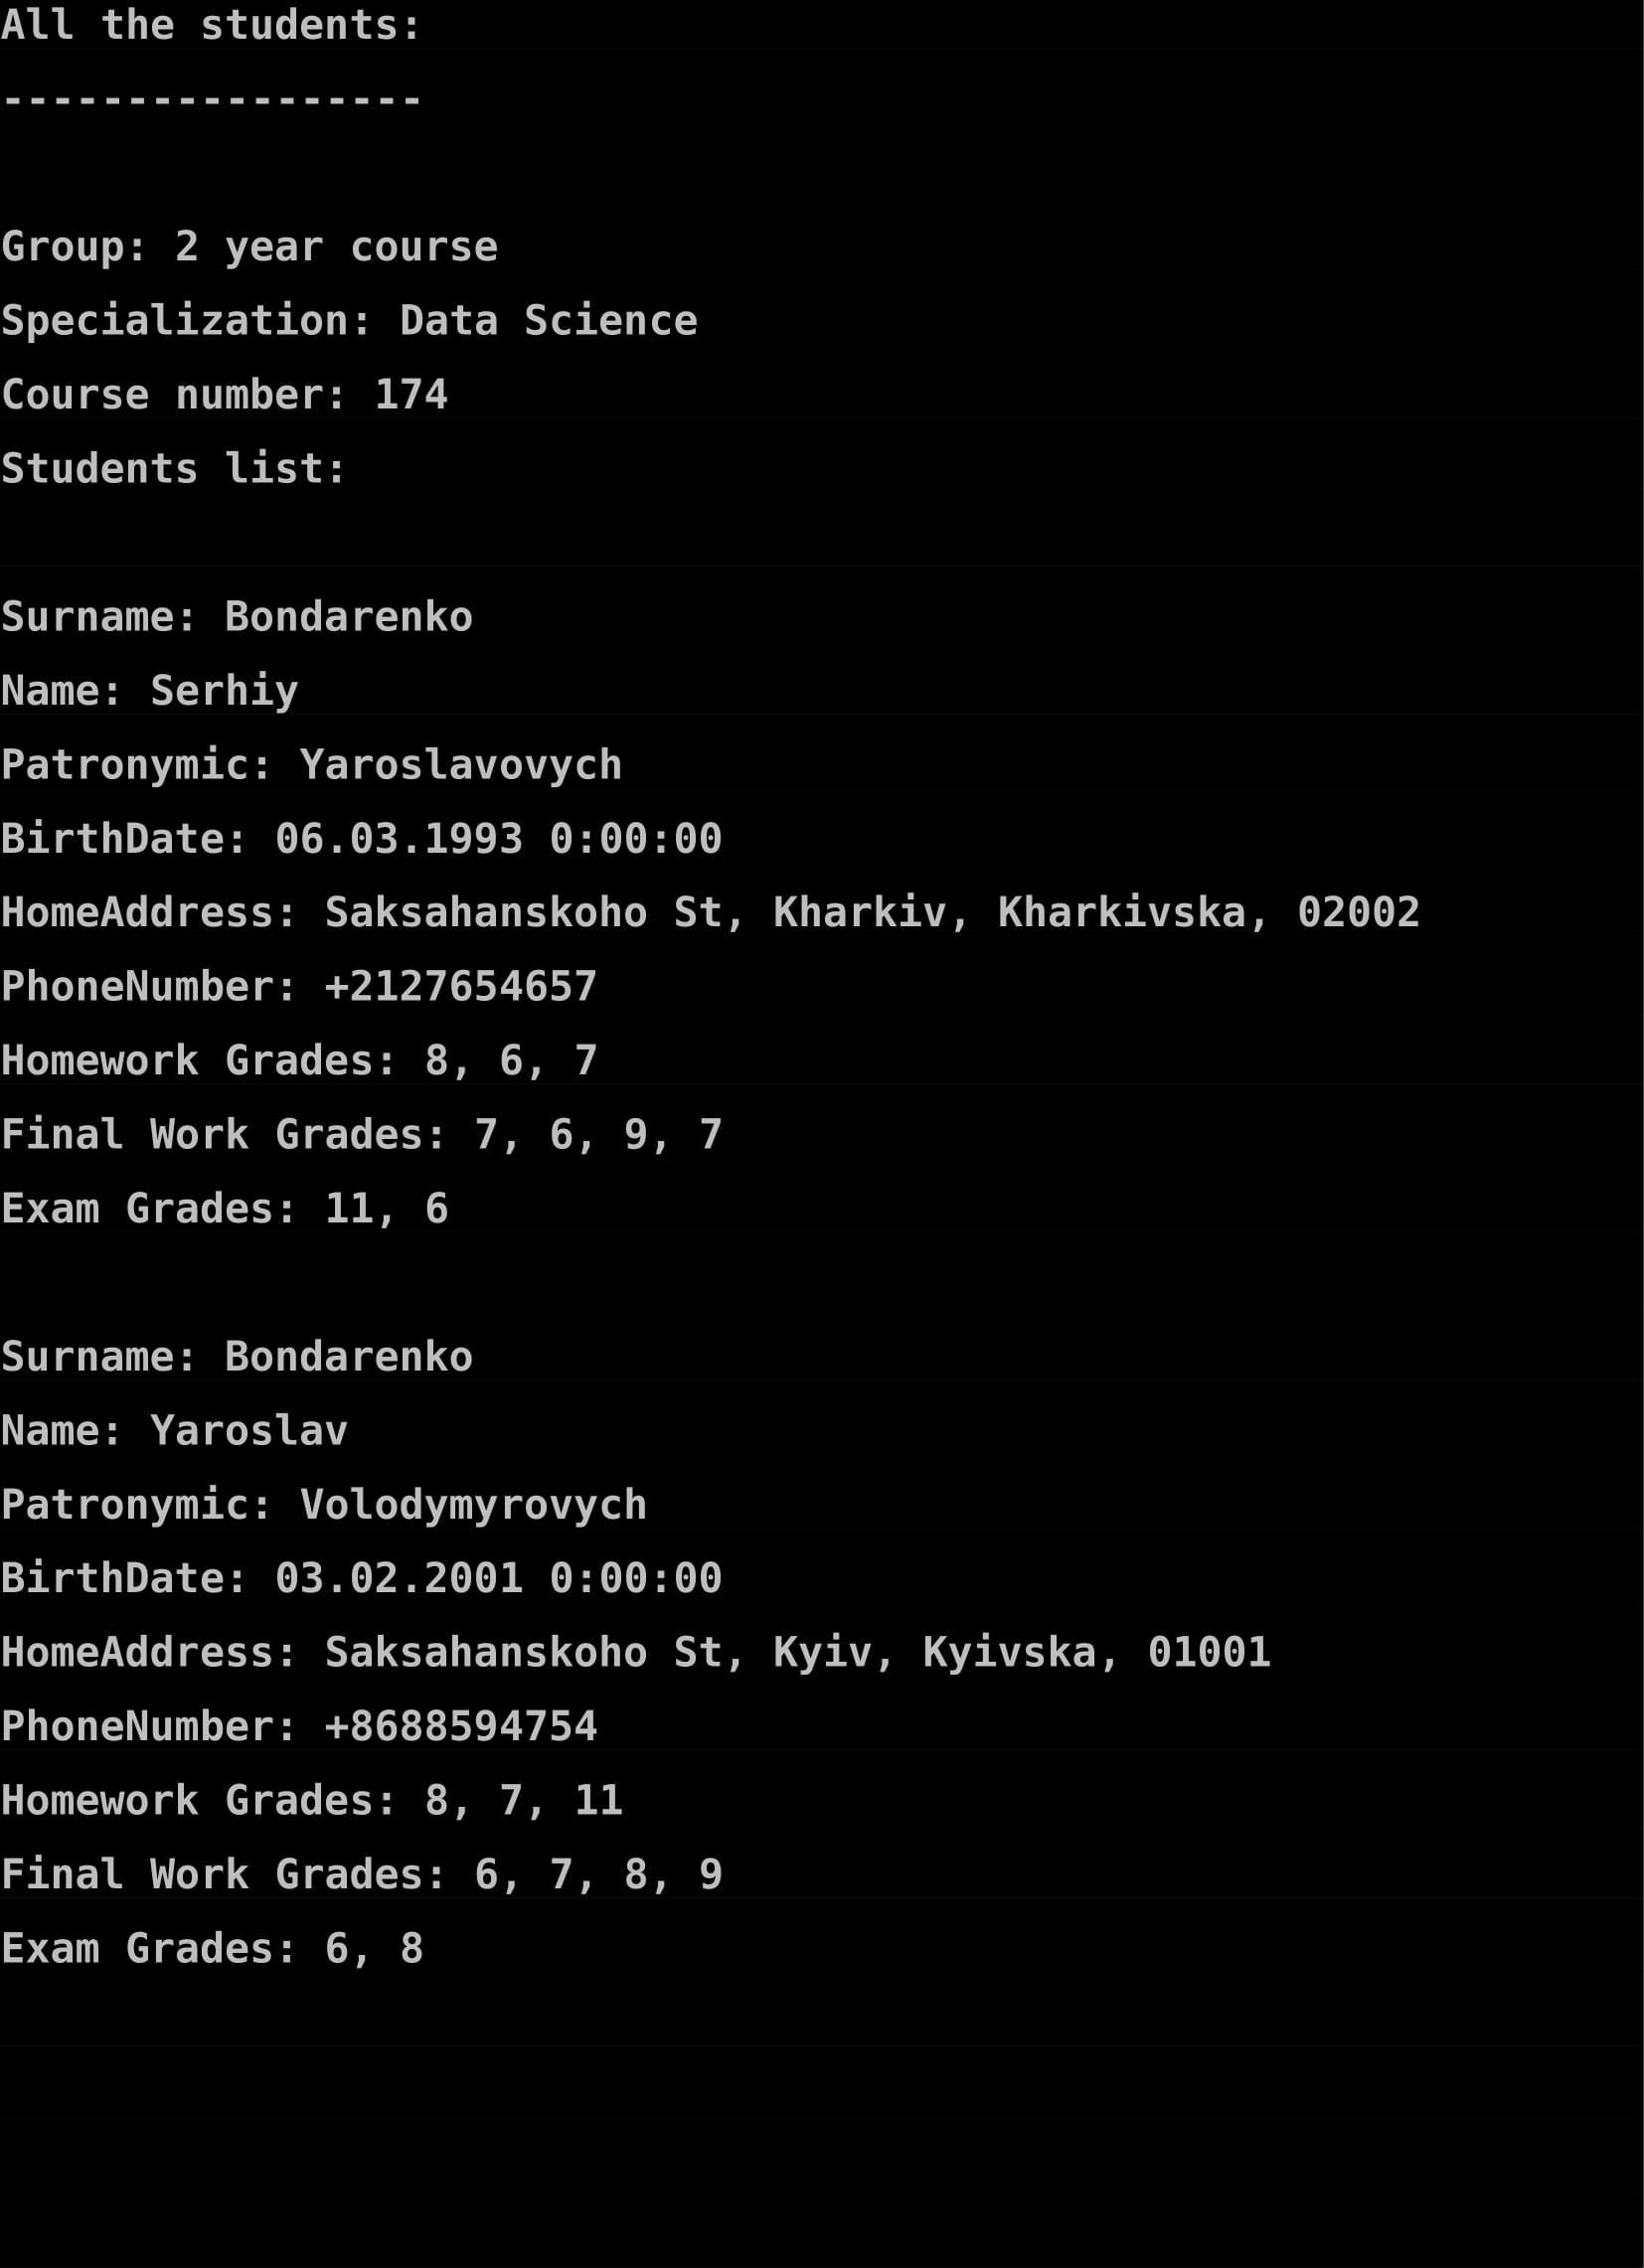 All the students:
-----------------
Group: 2 year course
Specialization: Data Science
Course number: 174
Students list:
Surname: Bondarenko
Name: Serhiy
Patronymic: Yaroslavovych
BirthDate: 06.03.1993 0:00:00
HomeAddress: Saksahanskoho St, Kharkiv, Kharkivska, 02002
PhoneNumber: +2127654657
Homework Grades: 8, 6, 7
Final Work Grades: 7, 6, 9, 7
Exam Grades: 11, 6
Surname: Bondarenko
Name: Yaroslav
Patronymic: Volodymyrovych
BirthDate: 03.02.2001 0:00:00
HomeAddress: Saksahanskoho St, Kyiv, Kyivska, 01001
PhoneNumber: +8688594754
Homework Grades: 8, 7, 11
Final Work Grades: 6, 7, 8, 9
Exam Grades: 6, 8